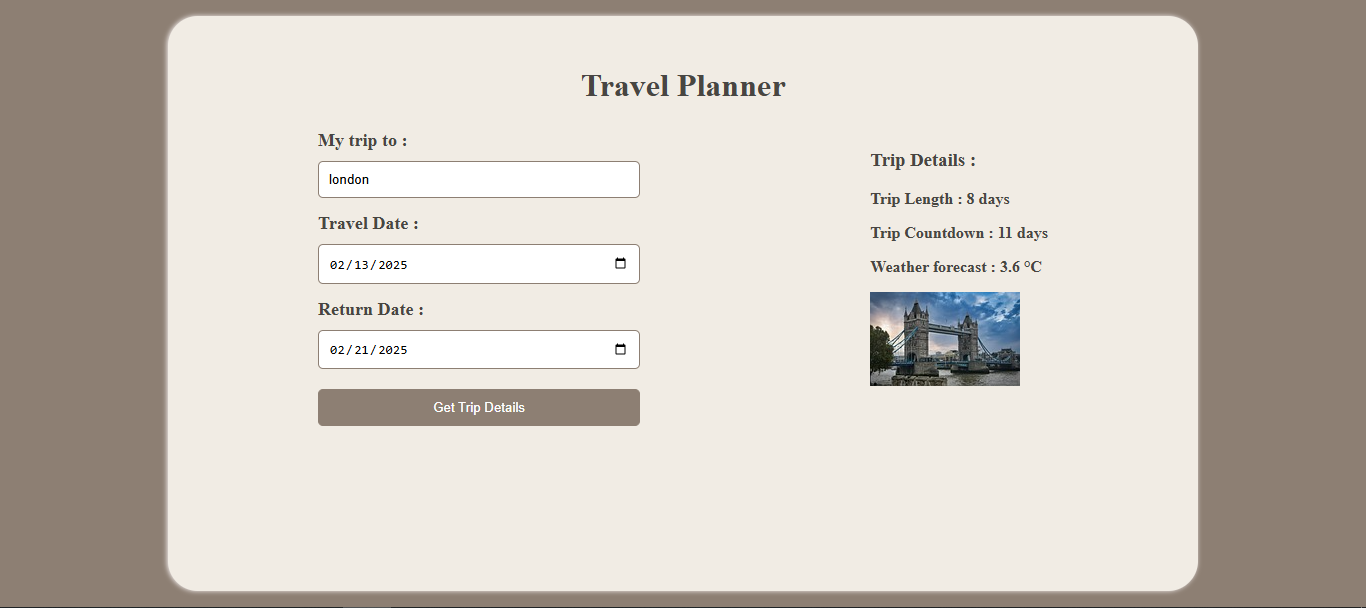 Travel Planner
My trip to :
london
Travel Date :
02/13/2025
Return Date :
02/21/2025
Get Trip Details
Trip Details :
Trip Length : 8 days
Trip Countdown : 11 days
Weather forecast : 3.6 °C